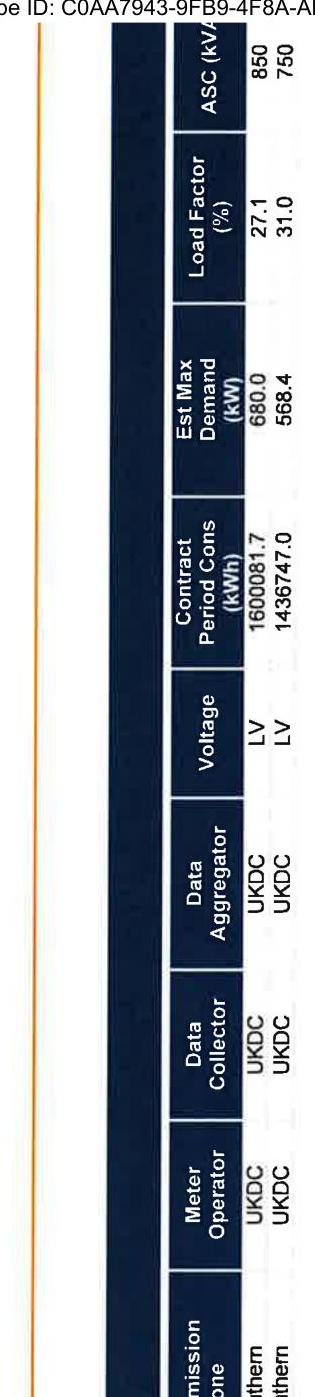 pe ID: C0AA7943-9FB9-4F8A-A
mission one Meter Operator Data Collector Data Aggregator Voltage Contract Period Cons (kWh) Est Max Demand (kW) Load Factor (%) ASC (kVA
thern UKDC UKDC UKDC LV 1600081.7 680.0 27.1 850
thern UKDC UKDC UKDC LV 1436747.0 568.4 31.0 750